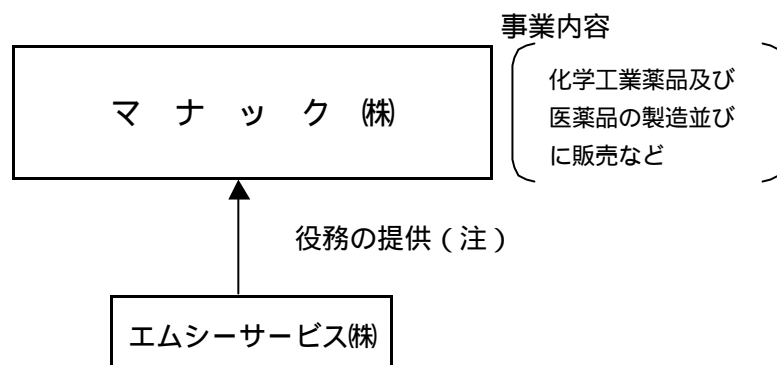 事業内容
マ ナ ッ ク ㈱
化学工業薬品及び
医薬品の製造並び
に販売など
役務の提供（注）
エムシーサービス㈱